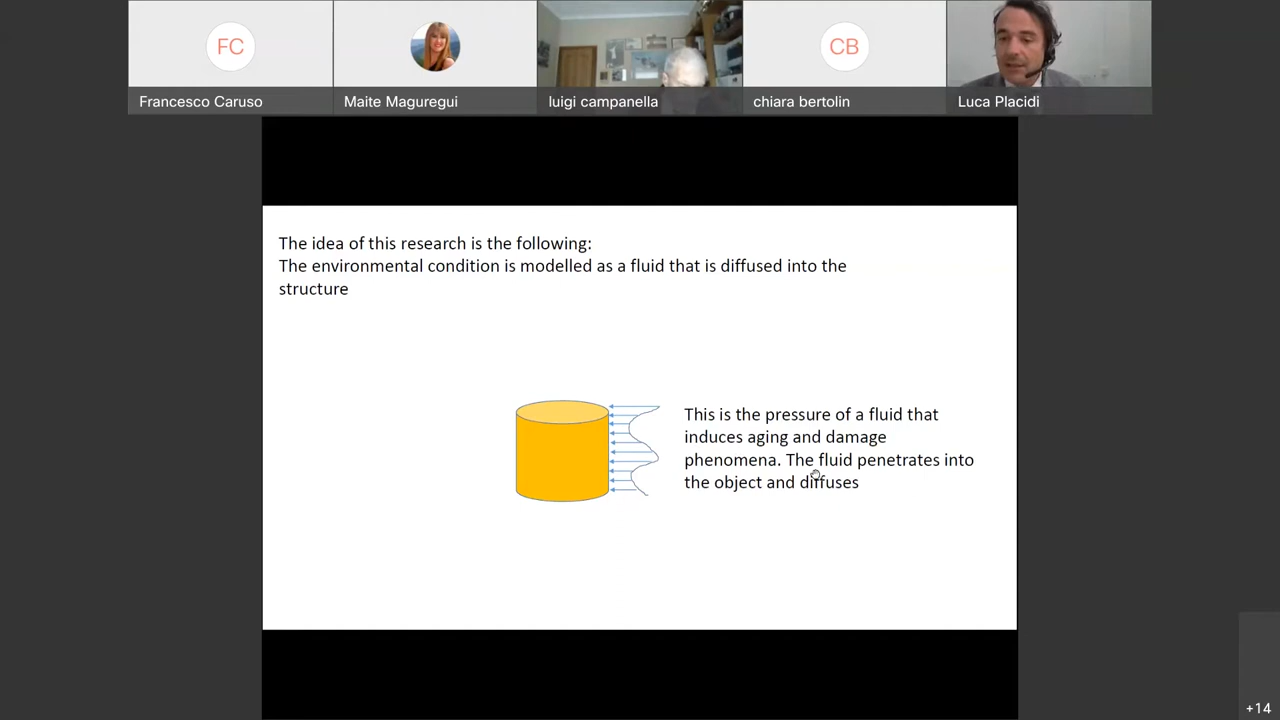 FC
CB
Francesco Caruso
Maite Maguregui
luigi campanella
chiara bertolin
Luca Placidi
The idea of this research is the following:
The environmental condition is modelled as a fluid that is diffused into the
structure
This is the pressure of a fluid that
induces aging and damage
phenomena. The fluid penetrates into
the object and diffuses
+14